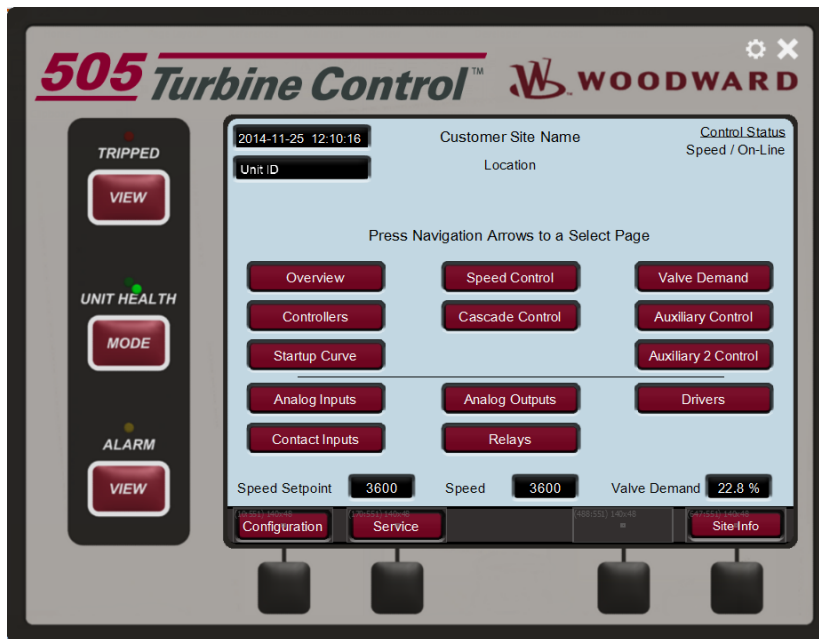 505 Turbine Control™
WOODWARD
TRIPPED
VIEW
UNIT HEALTH
MODE
ALARM
VIEW
2014-11-25 12:10:16
Customer Site Name
Control Status
Speed / On-Line
Unit ID
Location
Press Navigation Arrows to a Select Page
Overview
Speed Control
Valve Demand
Controllers
Cascade Control
Auxiliary Control
Startup Curve
Auxiliary 2 Control
Analog Inputs
Analog Outputs
Drivers
Contact Inputs
Relays
Speed Setpoint 3600
Speed 3600
Valve Demand 22.8 %
Configuration
Service
(488:551) 140x48
Site Info